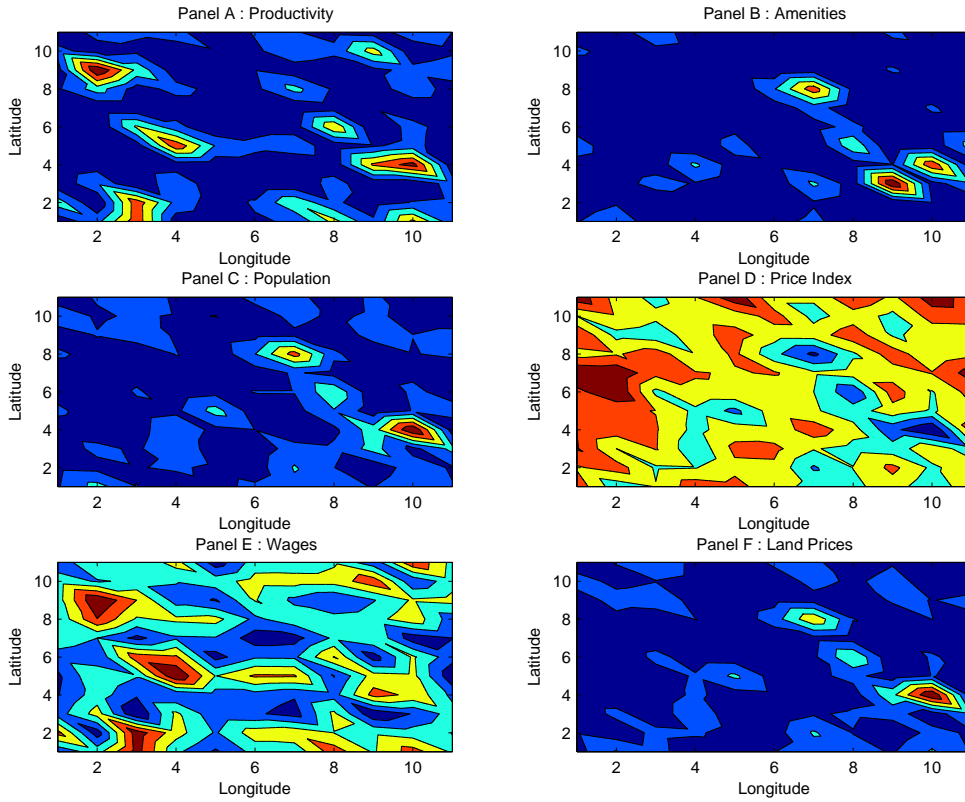 Panel A : Productivity
10
8
6
4
2
Latitude
2 4 6 8 10
Longitude
Panel B : Amenities
10
8
6
4
2
Latitude
2 4 6 8 10
Longitude
Panel C : Population
10
8
6
4
2
Latitude
2 4 6 8 10
Longitude
Panel D : Price Index
10
8
6
4
2
Latitude
2 4 6 8 10
Longitude
Panel E : Wages
10
8
6
4
2
Latitude
2 4 6 8 10
Longitude
Panel F : Land Prices
10
8
6
4
2
Latitude
2 4 6 8 10
Longitude